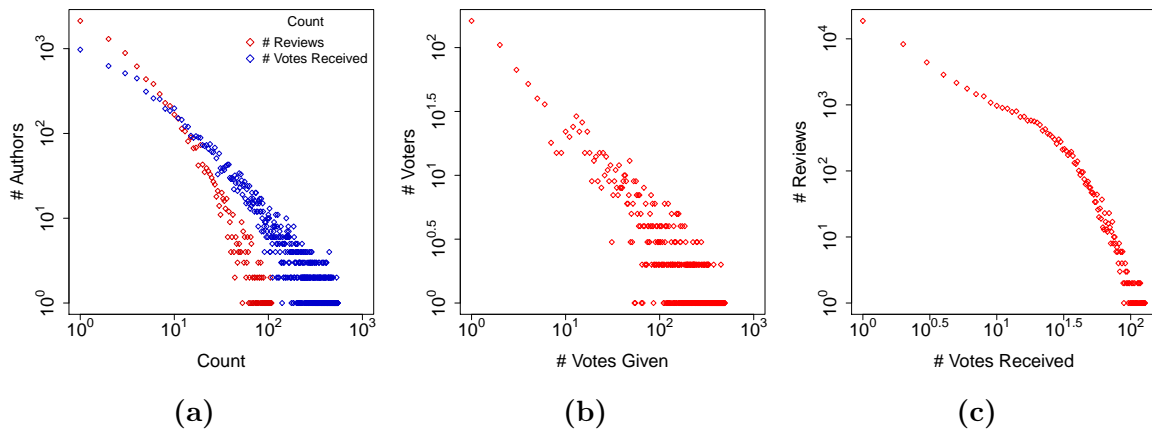 Count
# Reviews
# Votes Received
# Authors
10^3
10^2
10^1
10^0
10^0 10^1 10^2 10^3
Count
(a)
# Voters
10^2
10^1.5
10^1
10^0.5
10^0
10^0 10^1 10^2 10^3
# Votes Given
(b)
# Reviews
10^4
10^3
10^2
10^1
10^0
10^0 10^0.5 10^1 10^1.5 10^2
# Votes Received
(c)